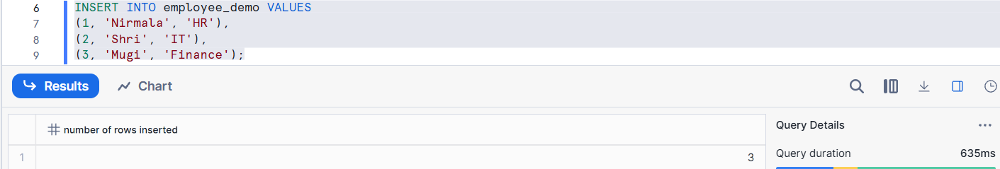 6 INSERT INTO employee_demo VALUES
7 (1, 'Nirmala', 'HR'),
8 (2, 'Shri', 'IT'),
9 (3, 'Mugi', 'Finance');
Results Chart
number of rows inserted
Query Details
1 3
Query duration 635ms